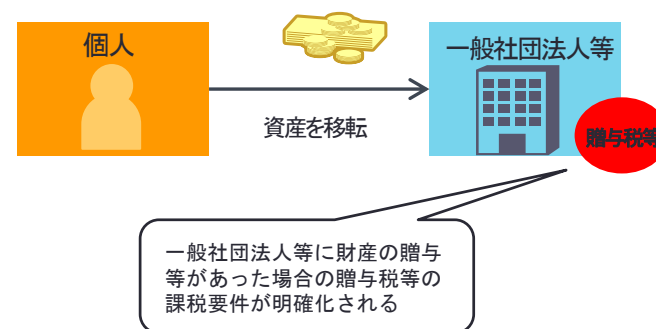 個人
一般社団法人等
資産を移転
贈与税等
一般社団法人等に財産の贈与
等があった場合の贈与税等の
課税要件が明確化される